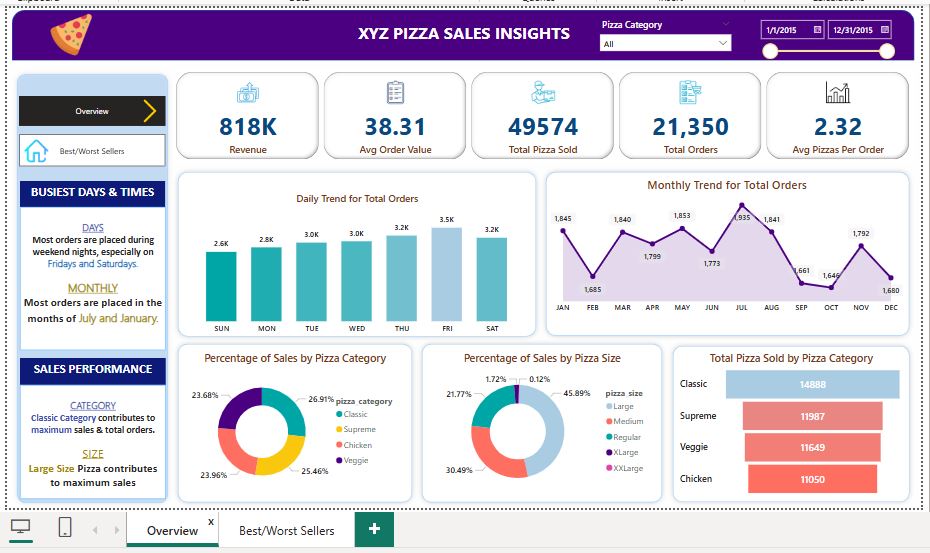 XYZ PIZZA SALES INSIGHTS
Pizza Category
All
1/1/2015
12/31/2015
Overview
Best/Worst Sellers
BUSIEST DAYS & TIMES
DAYS
Most orders are placed during
weekend nights, especially on
Fridays and Saturdays.
MONTHLY
Most orders are placed in the
months of July and January.
SALES PERFORMANCE
CATEGORY
Classic Category contributes to
maximum sales & total orders.
SIZE
Large Size Pizza contributes
to maximum sales
818K
Revenue
38.31
Avg Order Value
49574
Total Pizza Sold
21,350
Total Orders
2.32
Avg Pizzas Per Order
Daily Trend for Total Orders
2.6K
2.8K
3.0K
3.0K
3.2K
3.5K
3.2K
SUN
MON
TUE
WED
THU
FRI
SAT
Monthly Trend for Total Orders
1,845
1,685
1,840
1,799
1,853
1,773
1,935
1,841
1,661
1,646
1,792
1,680
JAN
FEB
MAR
APR
MAY
JUN
JUL
AUG
SEP
OCT
NOV
DEC
Percentage of Sales by Pizza Category
23.68%
26.91%
23.96%
25.46%
pizza_category
Classic
Supreme
Chicken
Veggie
Percentage of Sales by Pizza Size
1.72%
0.12%
21.77%
45.89%
30.49%
pizza_size
Large
Medium
Regular
XLarge
XXLarge
Total Pizza Sold by Pizza Category
Classic
14888
Supreme
11987
Veggie
11649
Chicken
11050
Overview
x
Best/Worst Sellers
+